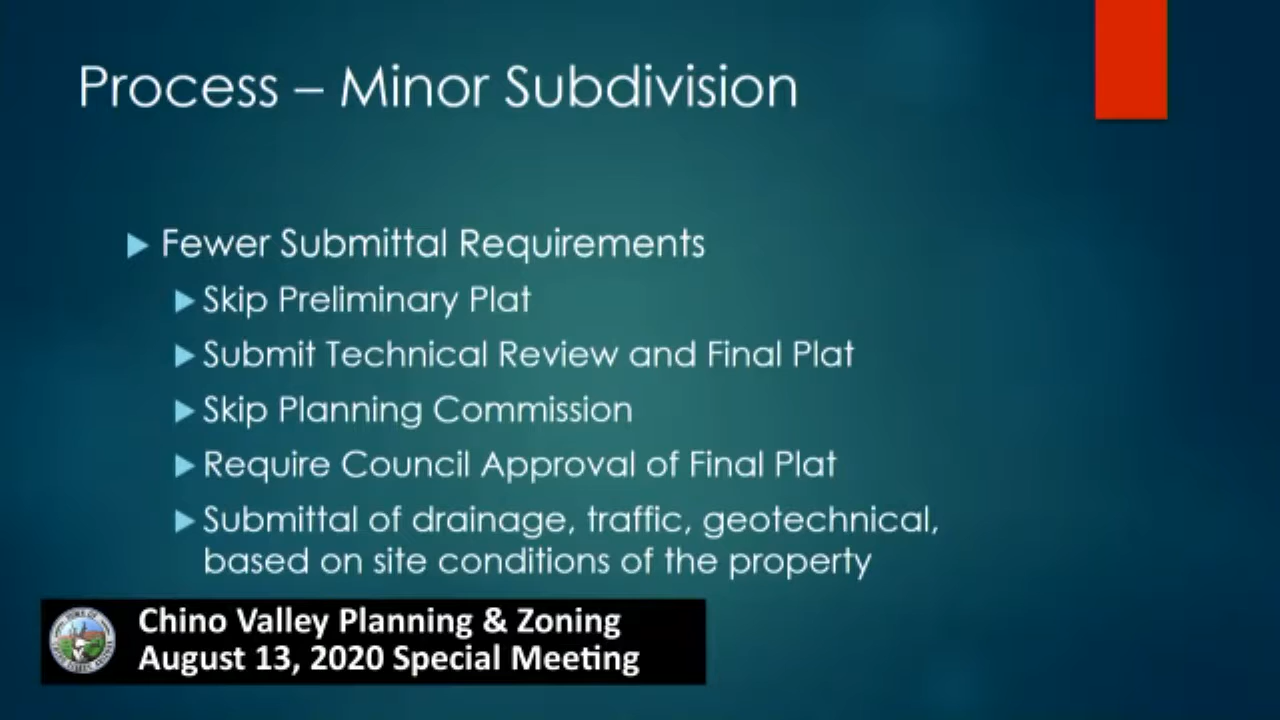 Process – Minor Subdivision
Fewer Submittal Requirements
Skip Preliminary Plat
Submit Technical Review and Final Plat
Skip Planning Commission
Require Council Approval of Final Plat
Submittal of drainage, traffic, geotechnical,
based on site conditions of the property
Chino Valley Planning & Zoning
August 13, 2020 Special Meeting